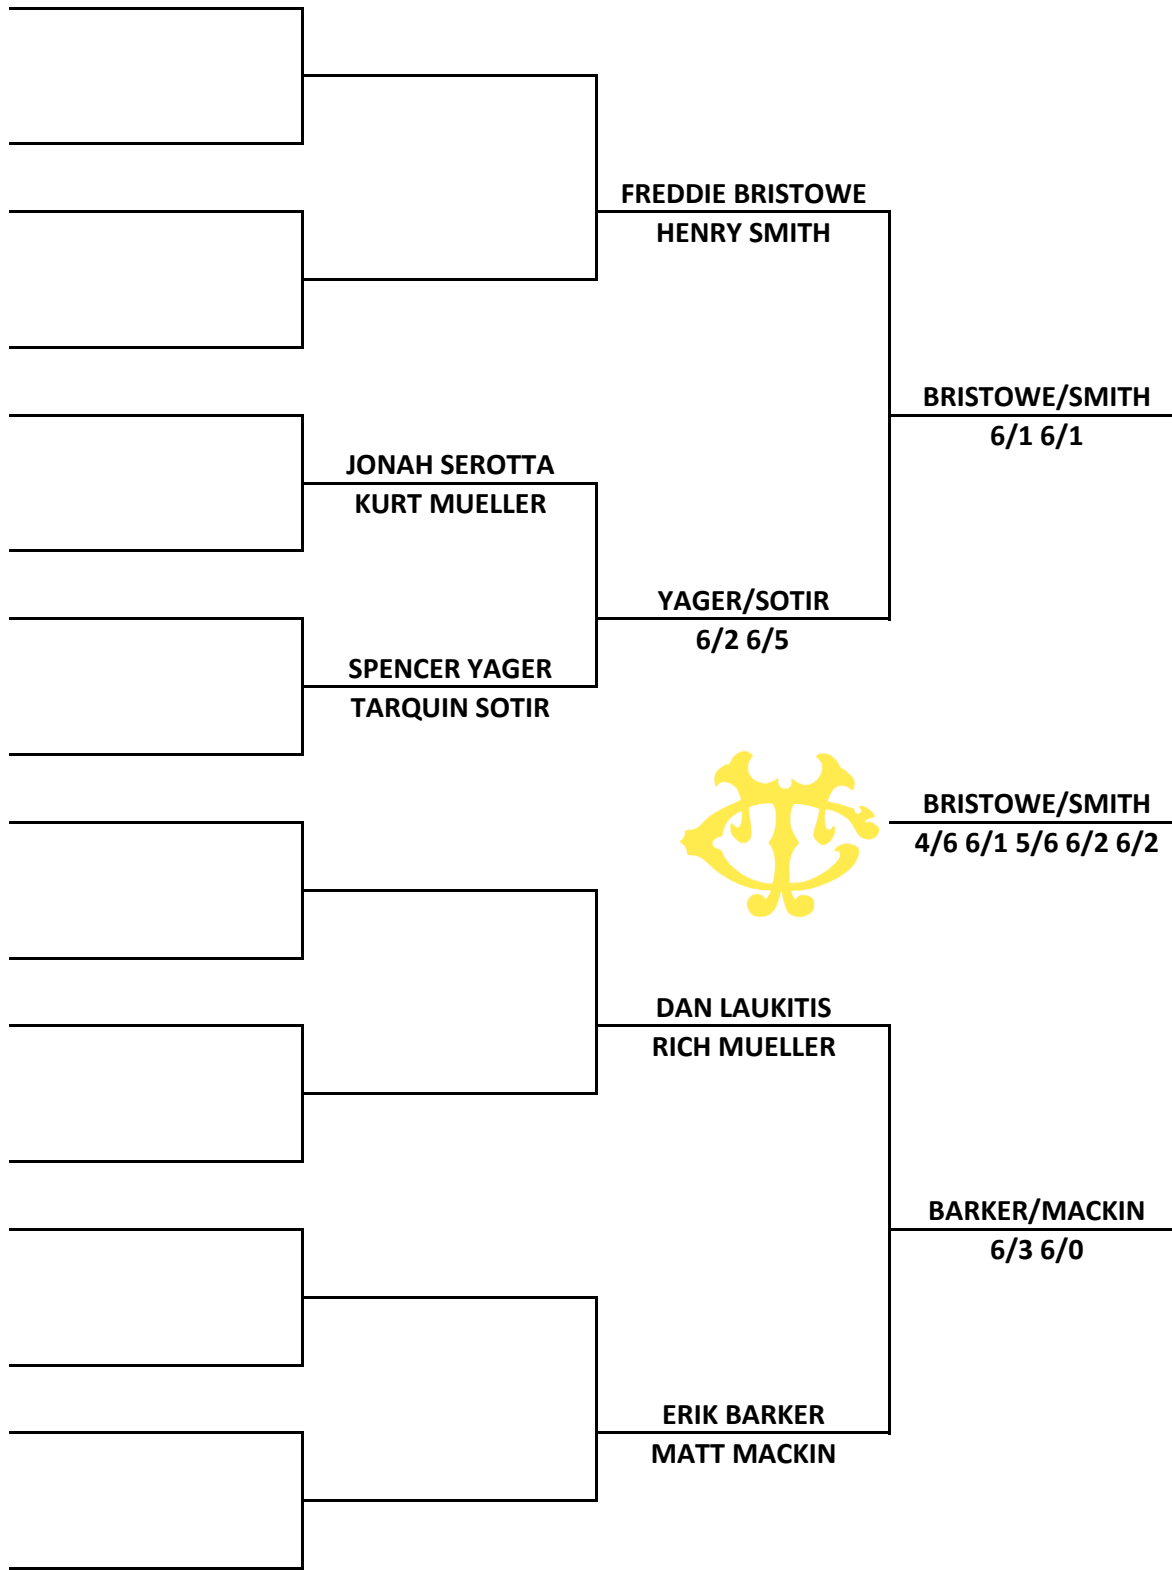 FREDDIE BRISTOWE
HENRY SMITH
BRISTOWE/SMITH
6/1 6/1
JONAH SEROTTA
KURT MUELLER
YAGER/SOTIR
6/2 6/5
SPENCER YAGER
TARQUIN SOTIR
BRISTOWE/SMITH
4/6 6/1 5/6 6/2 6/2
DAN LAUKITIS
RICH MUELLER
BARKER/MACKIN
6/3 6/0
ERIK BARKER
MATT MACKIN